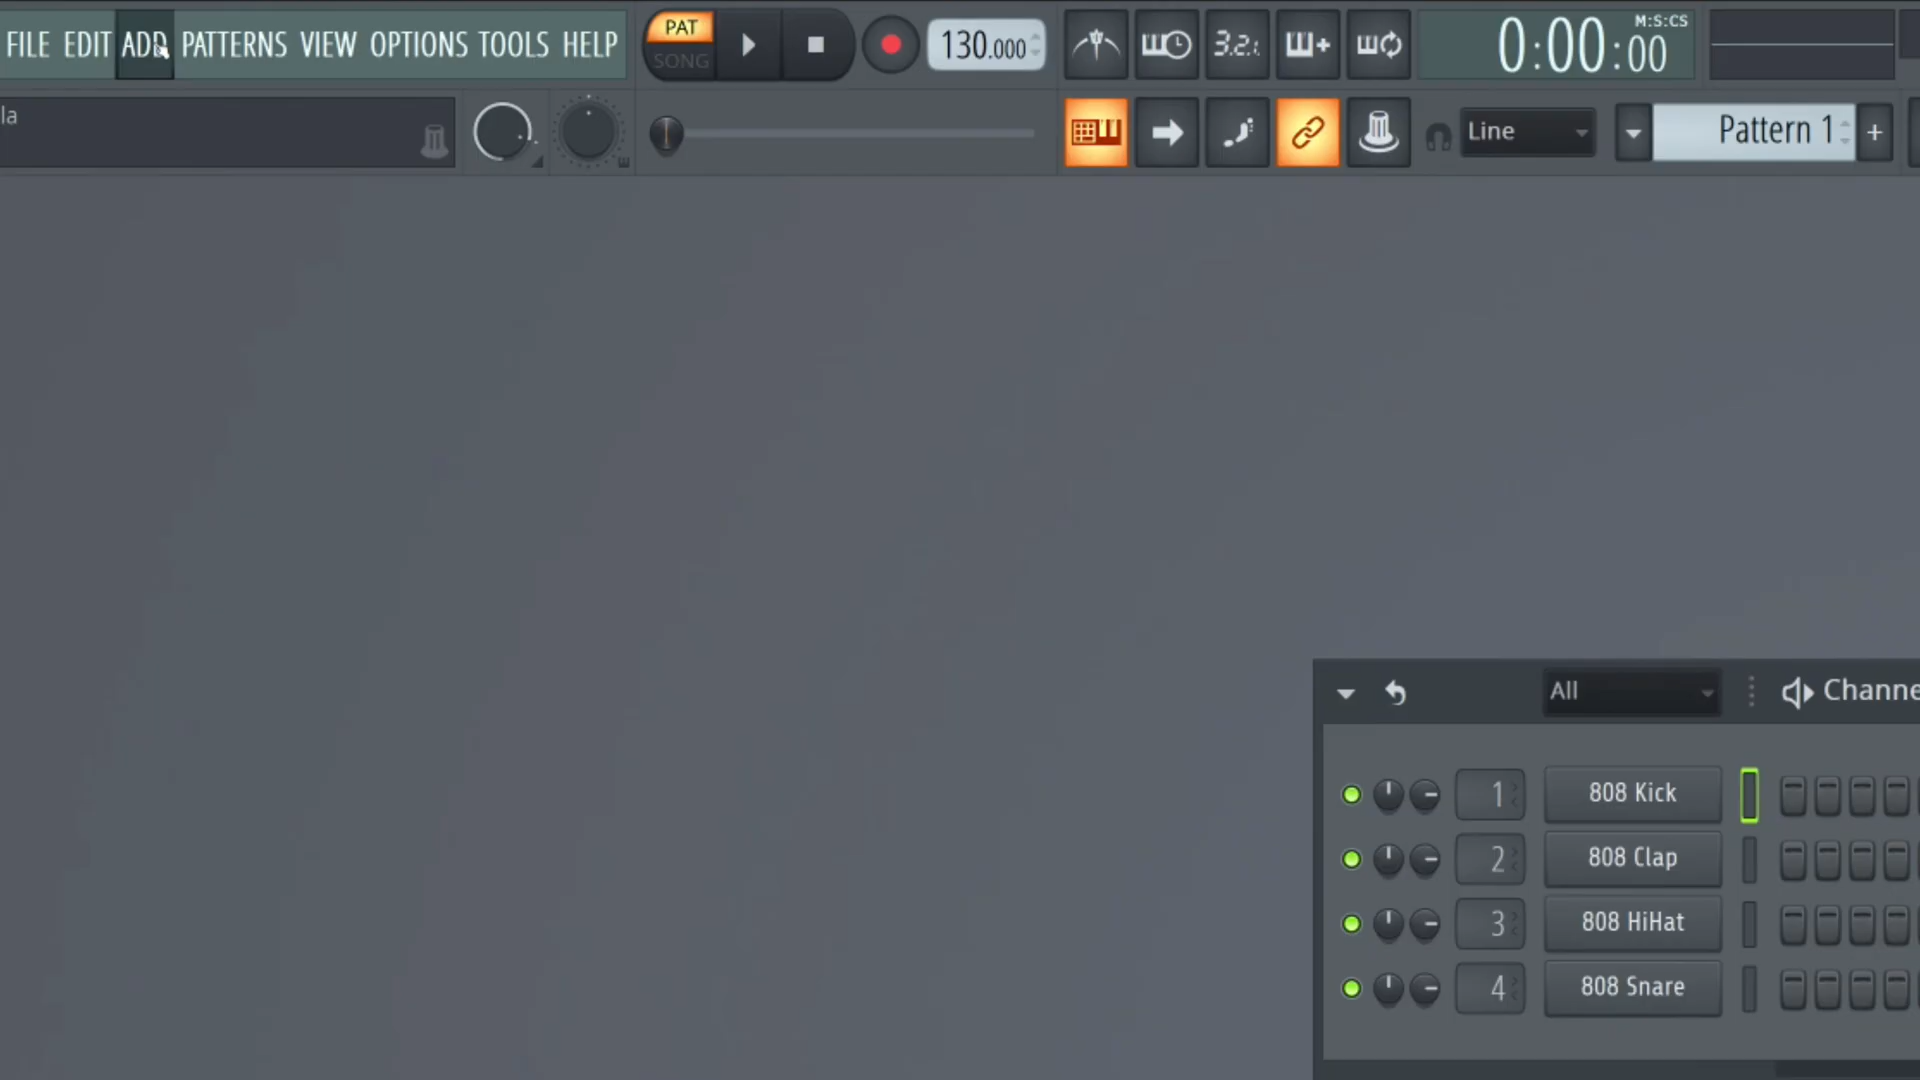 FILE EDIT ADD PATTERNS VIEW OPTIONS TOOLS HELP
PAT
SONG
130.000
3.2.1.
M:S:CS
0:00:00
la
Line
Pattern 1
+
All
Channe
1
808 Kick
2
808 Clap
3
808 HiHat
4
808 Snare